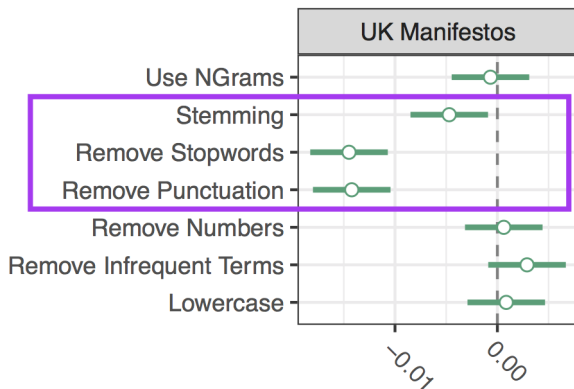 UK Manifestos
Use NGrams
Stemming
Remove Stopwords
Remove Punctuation
Remove Numbers
Remove Infrequent Terms
Lowercase
−0.01
0.00